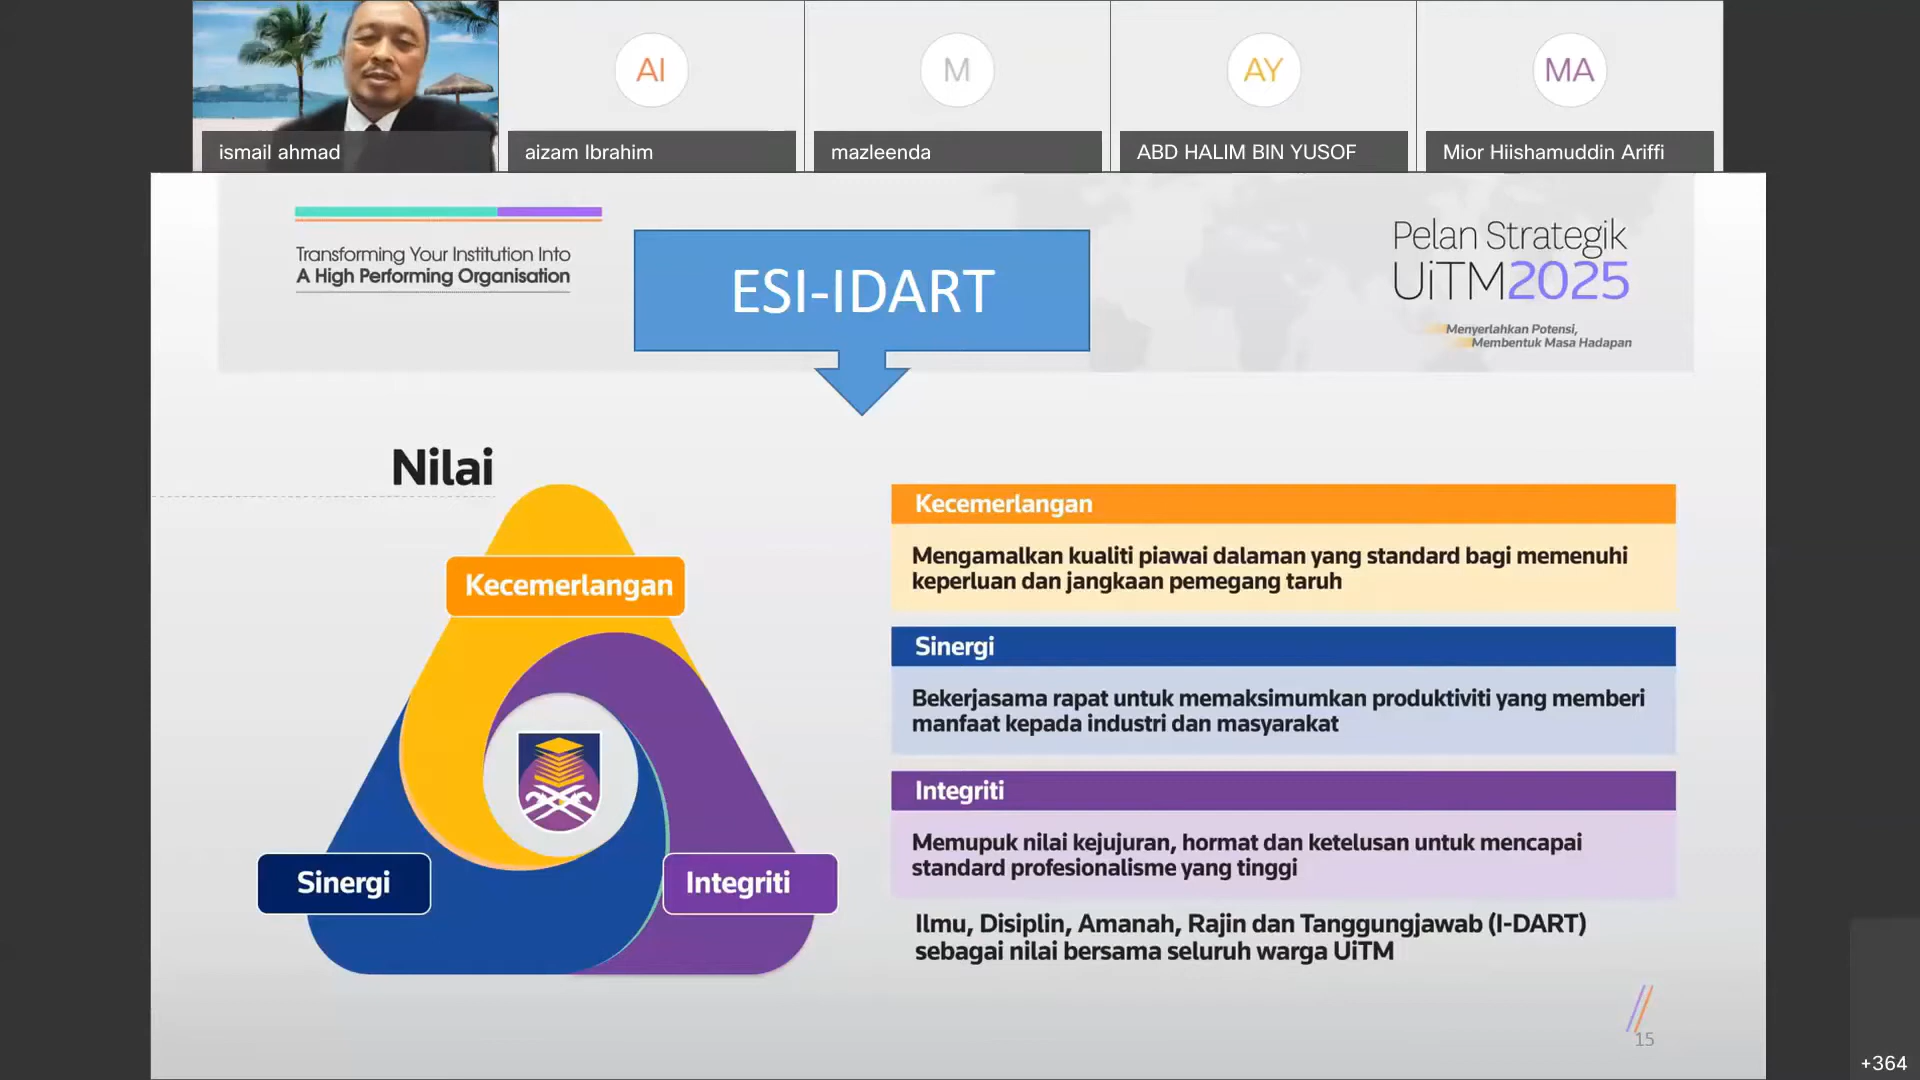 AI
M
AY
MA
ismail ahmad
aizam Ibrahim
mazleenda
ABD HALIM BIN YUSOF
Mior Hiishamuddin Ariffi
Transforming Your Institution Into
A High Performing Organisation
ESI-IDART
Pelan Strategik
UiTM2025
Menyerlahkan Potensi,
Membentuk Masa Hadapan
Nilai
Kecemerlangan
Sinergi
Integriti
Kecemerlangan
Mengamalkan kualiti piawai dalaman yang standard bagi memenuhi
keperluan dan jangkaan pemegang taruh
Sinergi
Bekerjasama rapat untuk memaksimumkan produktiviti yang memberi
manfaat kepada industri dan masyarakat
Integriti
Memupuk nilai kejujuran, hormat dan ketelusan untuk mencapai
standard profesionalisme yang tinggi
Ilmu, Disiplin, Amanah, Rajin dan Tanggungjawab (I-DART)
sebagai nilai bersama seluruh warga UiTM
15
+364